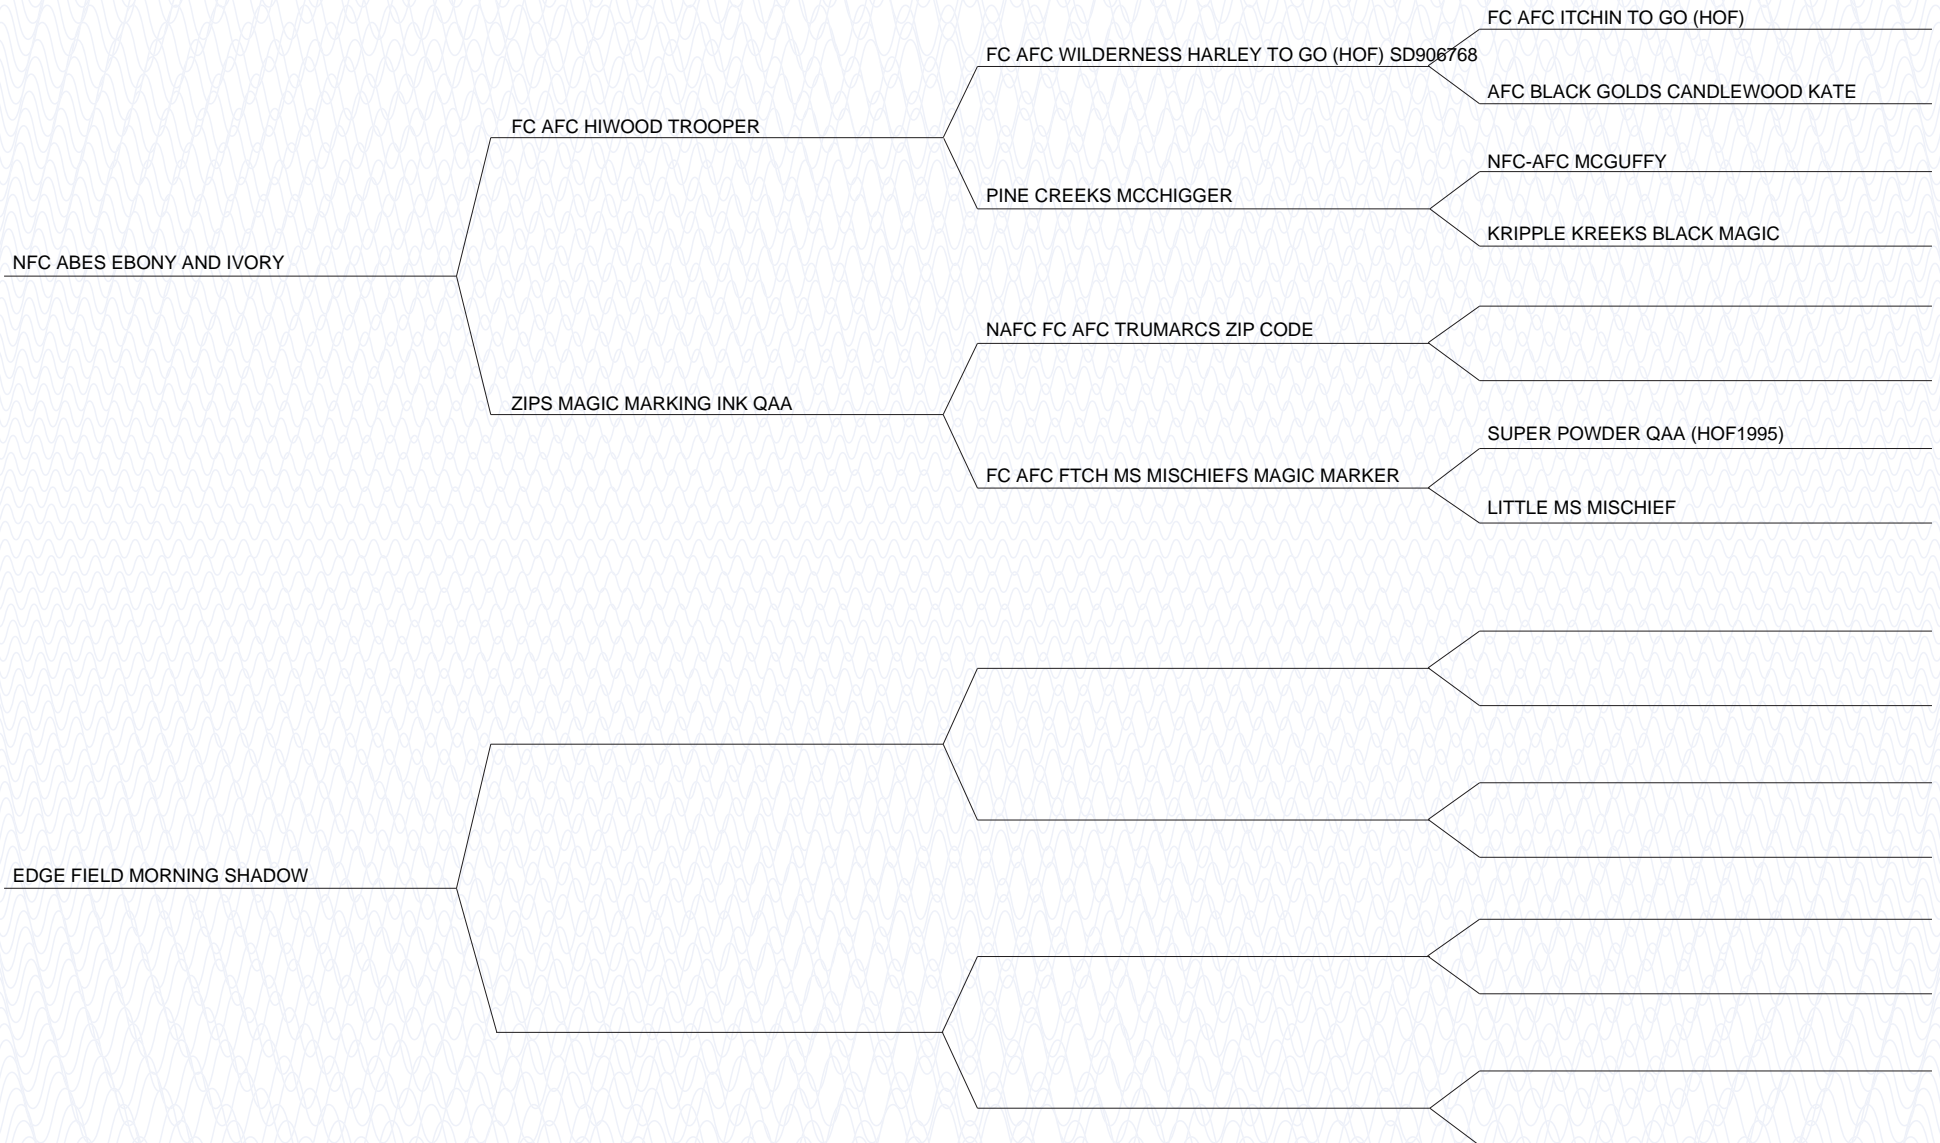 FC AFC ITCHIN TO GO (HOF)
FC AFC WILDERNESS HARLEY TO GO (HOF) SD906768
AFC BLACK GOLDS CANDLEWOOD KATE
FC AFC HIWOOD TROOPER
NFC-AFC MCGUFFY
PINE CREEKS MCCHIGGER
KRIPPLE KREEKS BLACK MAGIC
NFC ABES EBONY AND IVORY
NAFC FC AFC TRUMARCS ZIP CODE
ZIPS MAGIC MARKING INK QAA
SUPER POWDER QAA (HOF1995)
FC AFC FTCH MS MISCHIEFS MAGIC MARKER
LITTLE MS MISCHIEF
EDGE FIELD MORNING SHADOW